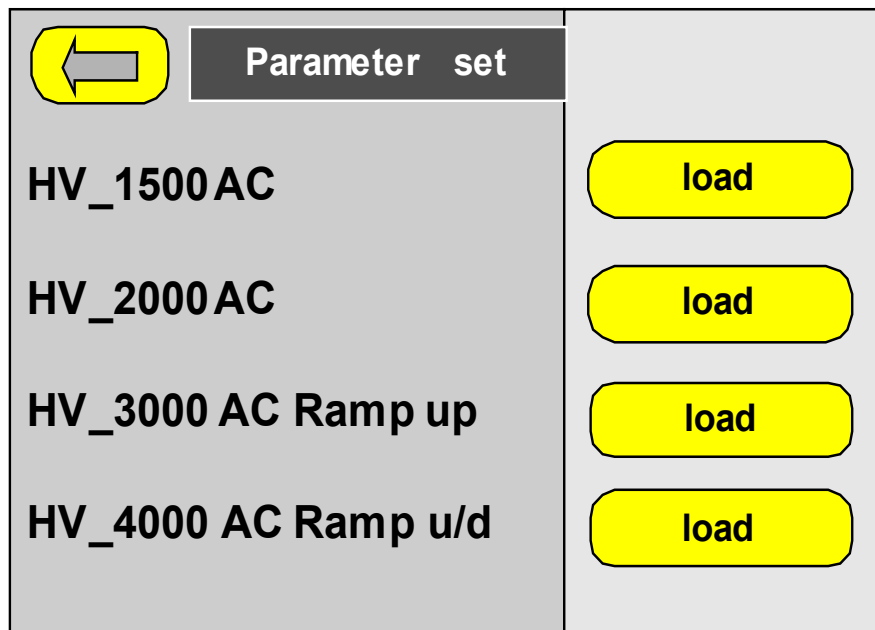 Parameter set
HV_1500 AC
load
HV_2000 AC
load
HV_3000 AC Ramp up
load
HV_4000 AC Ramp u/d
load